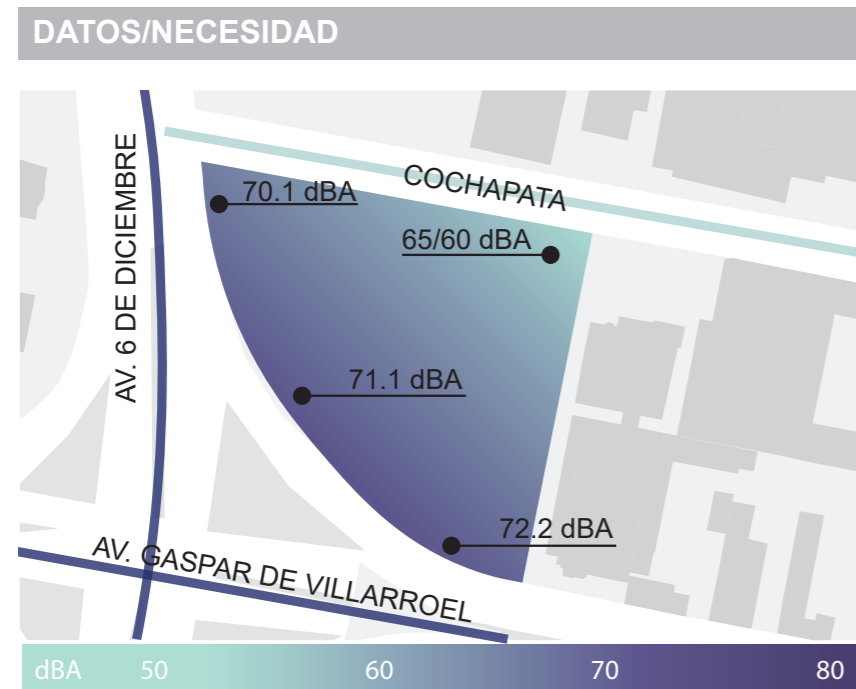 DATOS/NECESIDAD
AV. 6 DE DICIEMBRE
COCHAPATA
70.1 dBA
65/60 dBA
71.1 dBA
72.2 dBA
AV. GASPAR DE VILLARROEL
dBA 50 60 70 80